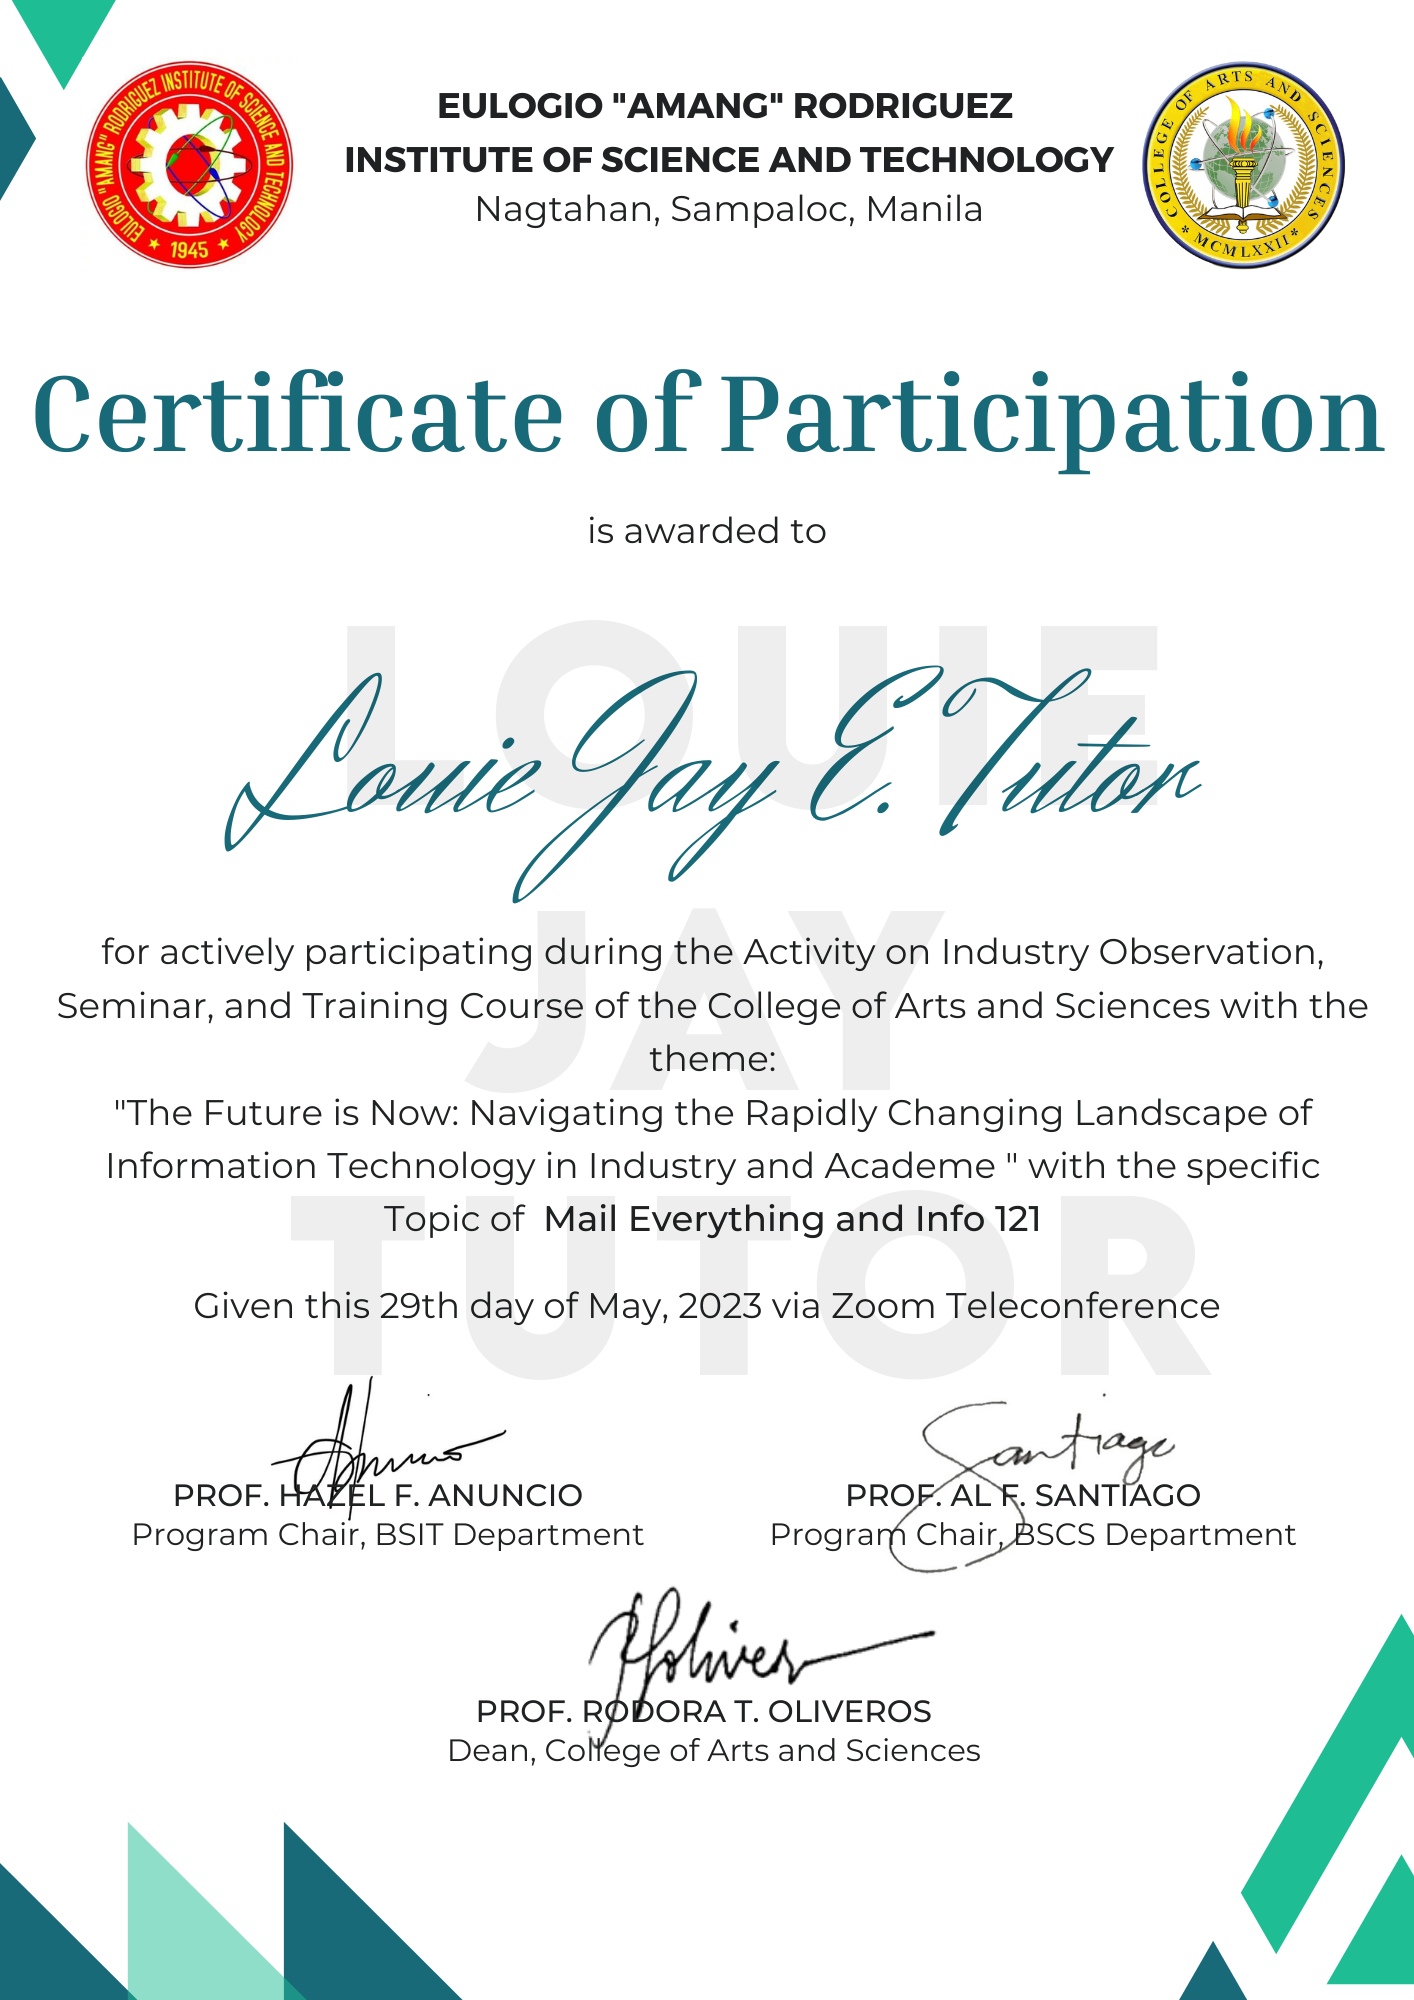 EULOGIO "AMANG" RODRIGUEZ INSTITUTE OF SCIENCE AND TECHNOLOGY
★ 1945 ★
EULOGIO "AMANG" RODRIGUEZ
INSTITUTE OF SCIENCE AND TECHNOLOGY
Nagtahan, Sampaloc, Manila
COLLEGE OF ARTS AND SCIENCES
* MCMLXXII *
Certificate of Participation
is awarded to
LOUIE
Louie Jay E. Tutor
JAY
for actively participating during the Activity on Industry Observation,
Seminar, and Training Course of the College of Arts and Sciences with the
theme:
"The Future is Now: Navigating the Rapidly Changing Landscape of
Information Technology in Industry and Academe " with the specific
Topic of  Mail Everything and Info 121
TUTOR
Given this 29th day of May, 2023 via Zoom Teleconference
Anuncio
Santiago
PROF. HAZEL F. ANUNCIO
Program Chair, BSIT Department
PROF. AL F. SANTIAGO
Program Chair, BSCS Department
PROF. RODORA T. OLIVEROS
Dean, College of Arts and Sciences